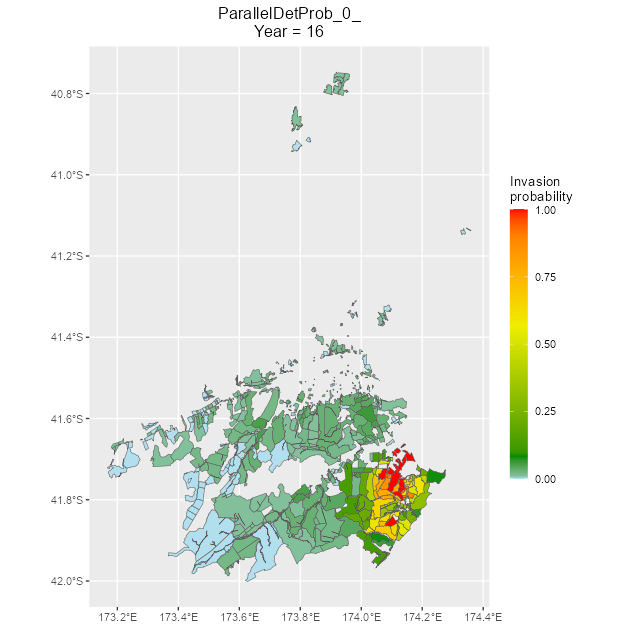 ParallelDetProb_0_
Year = 16
40.8°S
41.0°S
41.2°S
41.4°S
41.6°S
41.8°S
42.0°S
173.2°E 173.4°E 173.6°E 173.8°E 174.0°E 174.2°E 174.4°E
Invasion
probability
1.00
0.75
0.50
0.25
0.00